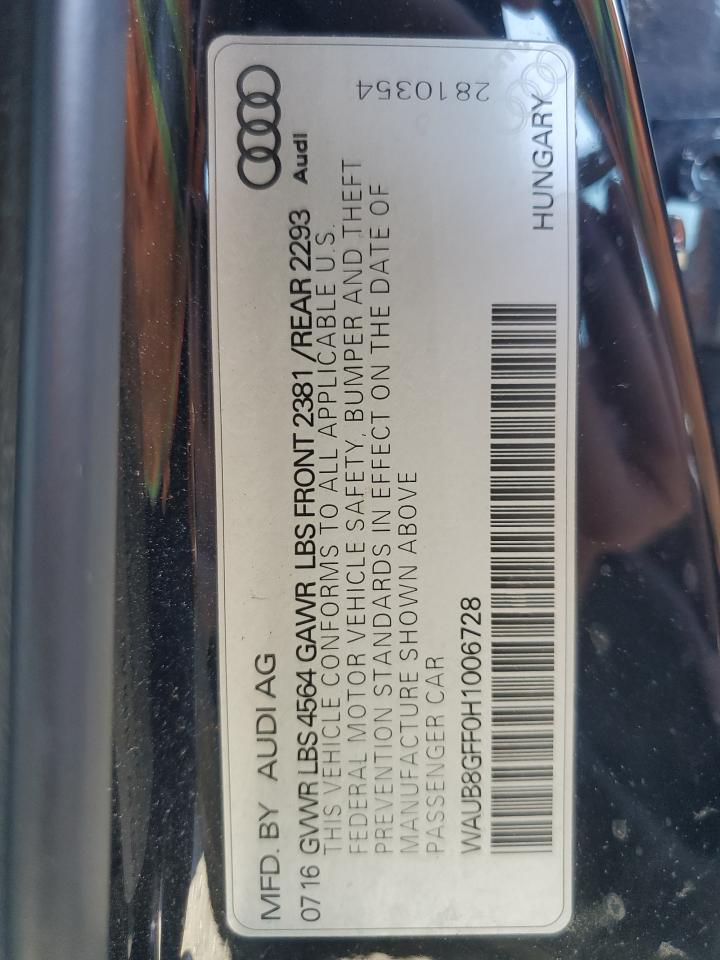 MFD. BY AUDI AG
Audi
0716 GVWR LBS 4564 GAWR LBS FRONT 2381 /REAR 2293
THIS VEHICLE CONFORMS TO ALL APPLICABLE U.S.
FEDERAL MOTOR VEHICLE SAFETY, BUMPER AND THEFT
PREVENTION STANDARDS IN EFFECT ON THE DATE OF
MANUFACTURE SHOWN ABOVE
PASSENGER CAR
WAUB8GFF0H1006728
HUNGARY
2810354